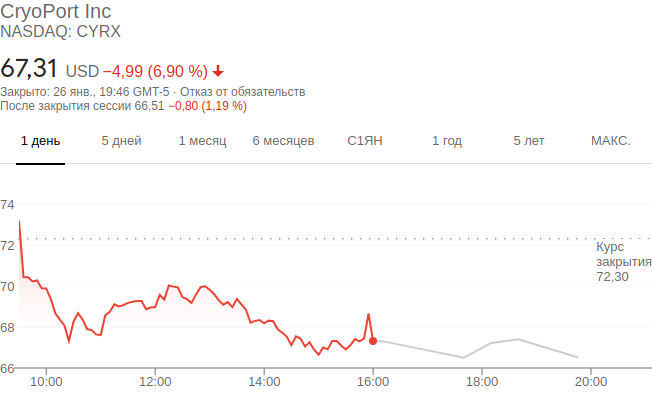 CryoPort Inc
NASDAQ: CYRX
67,31 USD −4,99 (6,90 %)
Закрыто: 26 янв., 19:46 GMT-5 · Отказ от обязательств
После закрытия сессии 66,51 −0,80 (1,19 %)
1 день 5 дней 1 месяц 6 месяцев С1ЯН 1 год 5 лет МАКС.
74
72
Курс
закрытия
72,30
70
68
66
10:00 12:00 14:00 16:00 18:00 20:00